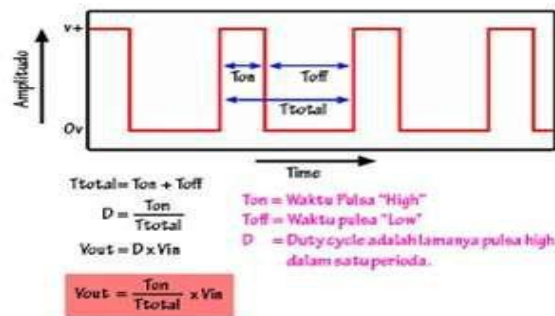 V+
Amplitudo
Ton
Toff
Ttotal
0v
Time
Ttotal = Ton + Toff
D = Ton / Ttotal
Vout = D x Vin
Vout = Ton / Ttotal x Vin
Ton = Waktu Pulsa "High"
Toff = Waktu pulsa "Low"
D = Duty cycle adalah lamanya pulsa high
dalam satu perioda.